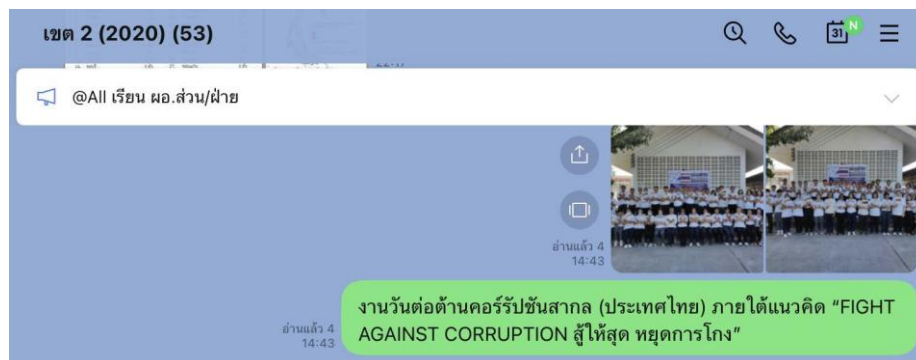 เขต 2 (2020) (53)
31 N
@All เรียน ผอ.ส่วน/ฝ่าย
อ่านแล้ว 4
14:43
งานวันต่อต้านคอร์รัปชันสากล (ประเทศไทย) ภายใต้แนวคิด “FIGHT
AGAINST CORRUPTION สู้ให้สุด หยุดการโกง”
อ่านแล้ว 4
14:43